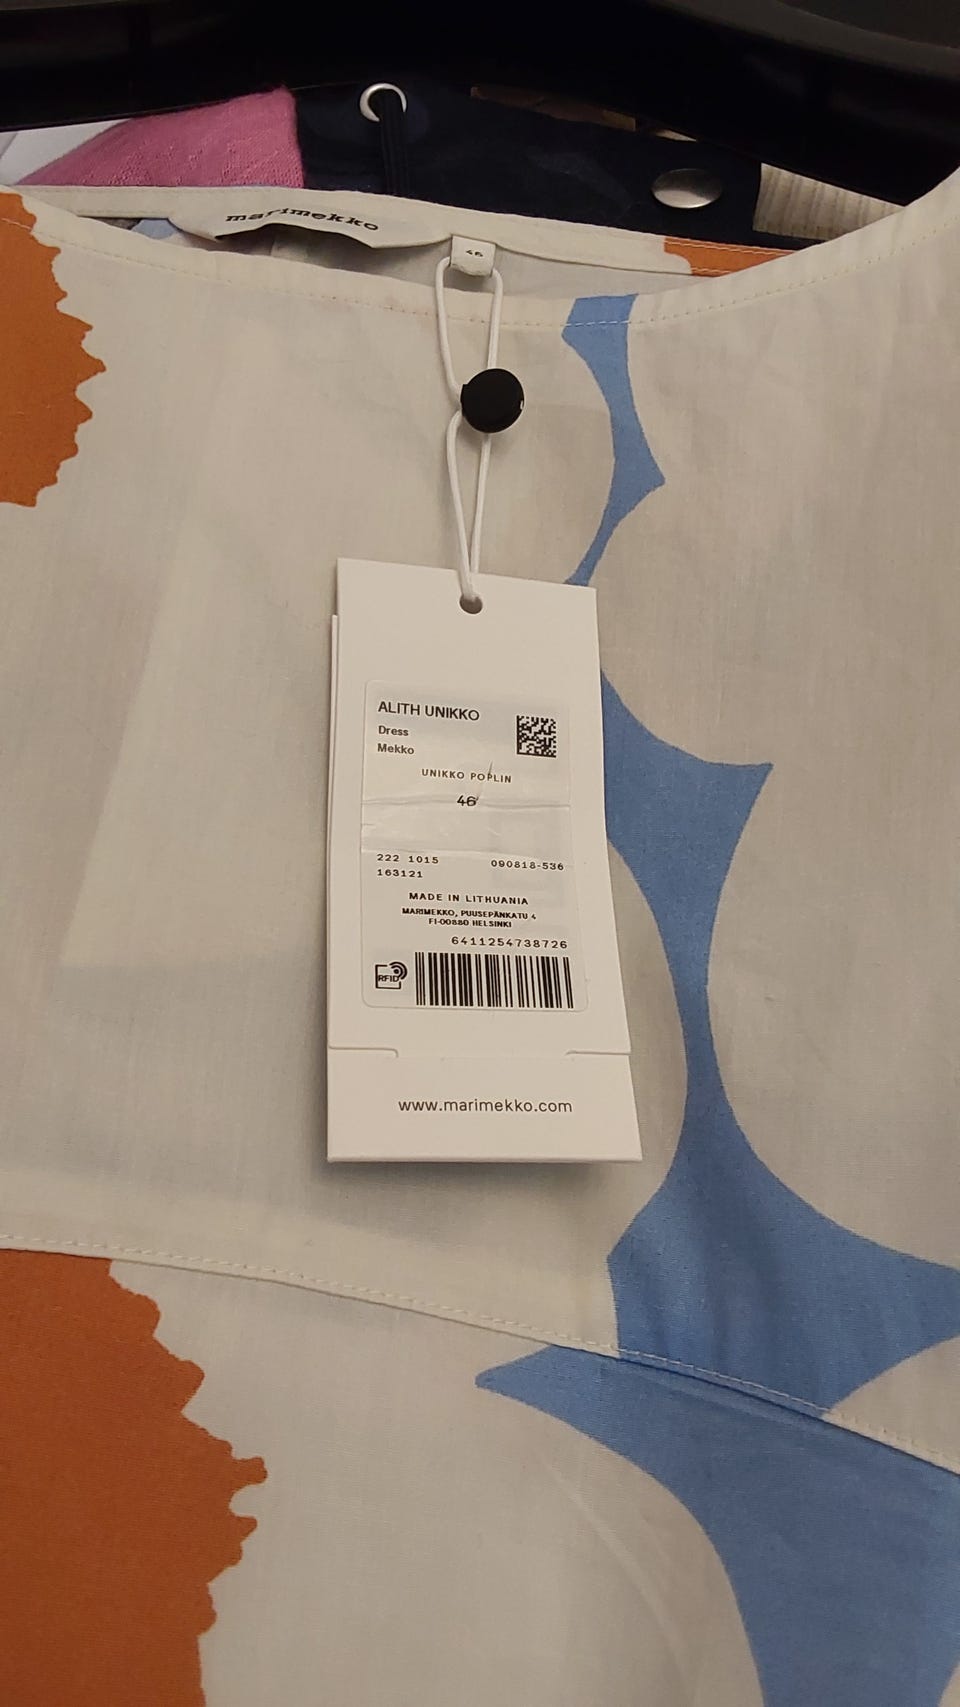 marimekko
46
ALITH UNIKKO
Dress
Mekko
UNIKKO POPLIN
46
222 1015 090818-536
163121
MADE IN LITHUANIA
MARIMEKKO, PUUSEPÄNKATU 4
FI-00880 HELSINKI
6411254738726
RFID
www.marimekko.com